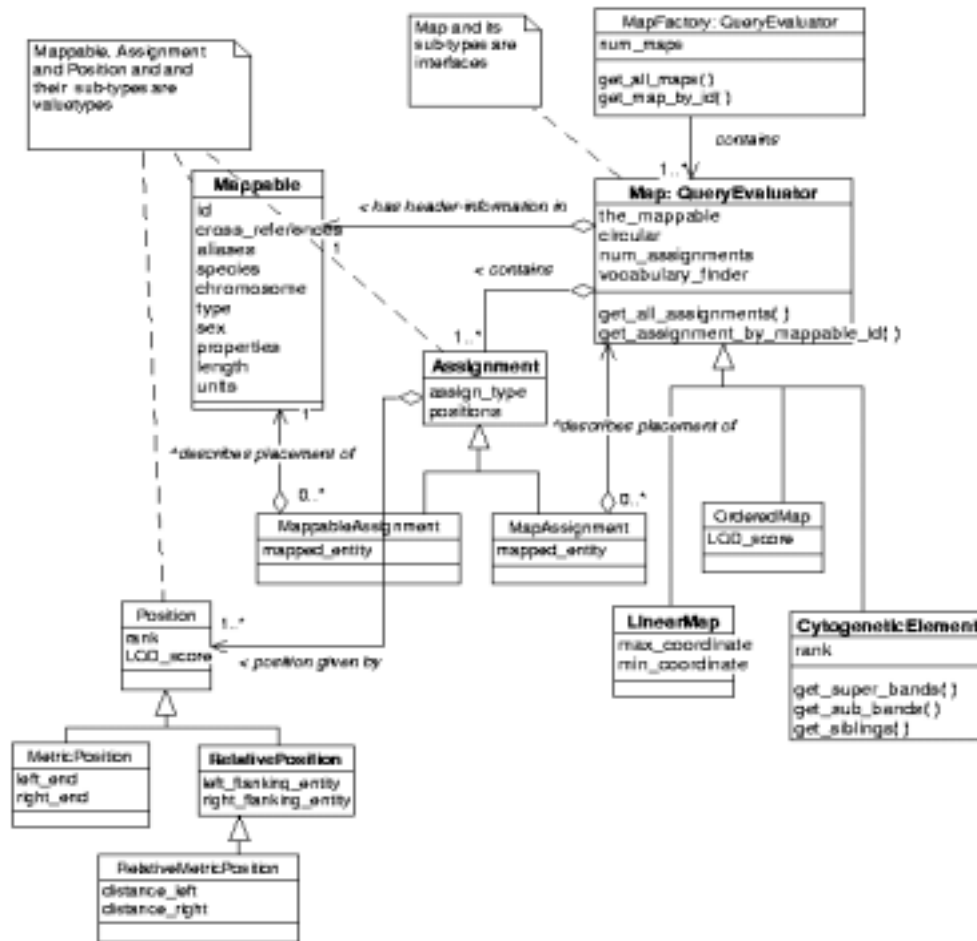 Mappable, Assignment
and Position and and
their sub-types are
valuetypes
Map and its
sub-types are
interfaces
MapFactory: QueryEvaluator
num_maps
get_all_maps()
get_map_by_id()
contains
1..*
Mappable
id
cross_references
aliases
species
chromosome
type
sex
properties
length
units
< has header-information in
1
Map: QueryEvaluator
the_mappable
circular
num_assignments
vocabulary_finder
get_all_assignments()
get_assignment_by_mappable_id()
< contains
1..*
Assignment
assign_type
positions
1
^describes placement of
^describes placement of
0..*
0..*
MappableAssignment
mapped_entity
MapAssignment
mapped_entity
OrderedMap
LOD_score
Position
rank
LOD_score
1..*
< position given by
LinearMap
max_coordinate
min_coordinate
CytogeneticElement
rank
get_super_bands()
get_sub_bands()
get_siblings()
MetricPosition
left_end
right_end
RelativePosition
left_flanking_entity
right_flanking_entity
RelativeMetricPosition
distance_left
distance_right